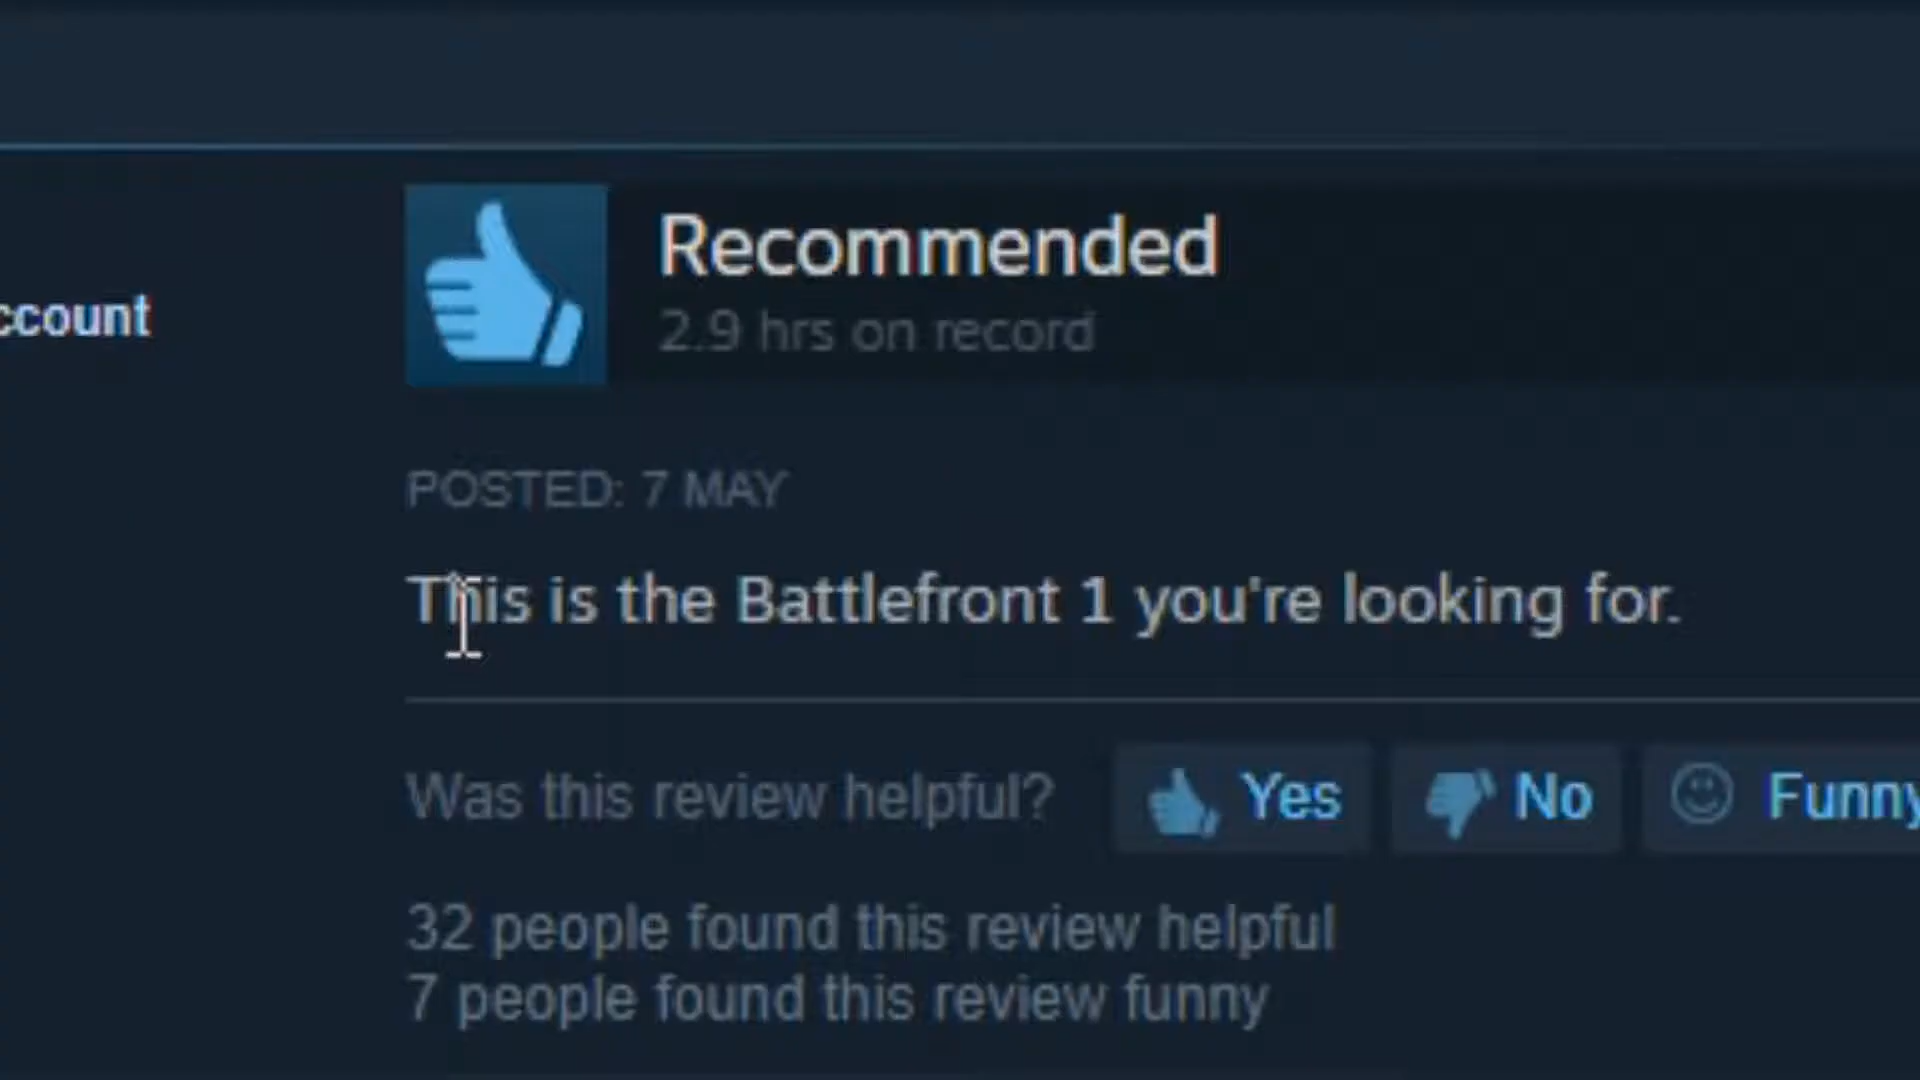 Recommended
2.9 hrs on record
ccount
POSTED: 7 MAY
This is the Battlefront 1 you're looking for.
Was this review helpful? Yes No Funny
32 people found this review helpful
7 people found this review funny